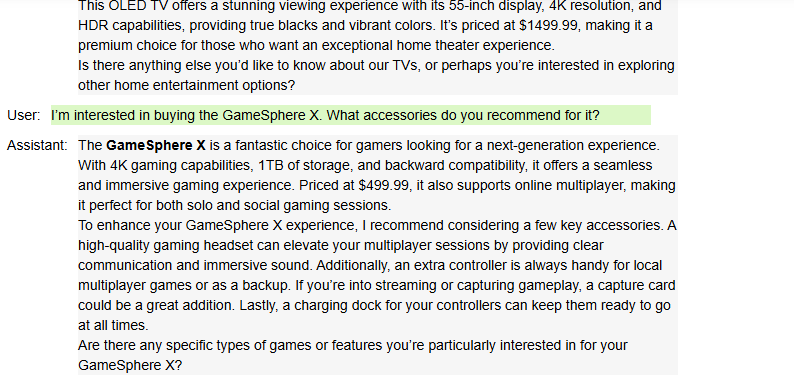 This OLED TV offers a stunning viewing experience with its 55-inch display, 4K resolution, and
HDR capabilities, providing true blacks and vibrant colors. It’s priced at $1499.99, making it a
premium choice for those who want an exceptional home theater experience.
Is there anything else you’d like to know about our TVs, or perhaps you’re interested in exploring
other home entertainment options?
User: I’m interested in buying the GameSphere X. What accessories do you recommend for it?
Assistant: The GameSphere X is a fantastic choice for gamers looking for a next-generation experience.
With 4K gaming capabilities, 1TB of storage, and backward compatibility, it offers a seamless
and immersive gaming experience. Priced at $499.99, it also supports online multiplayer, making
it perfect for both solo and social gaming sessions.
To enhance your GameSphere X experience, I recommend considering a few key accessories. A
high-quality gaming headset can elevate your multiplayer sessions by providing clear
communication and immersive sound. Additionally, an extra controller is always handy for local
multiplayer games or as a backup. If you’re into streaming or capturing gameplay, a capture card
could be a great addition. Lastly, a charging dock for your controllers can keep them ready to go
at all times.
Are there any specific types of games or features you’re particularly interested in for your
GameSphere X?